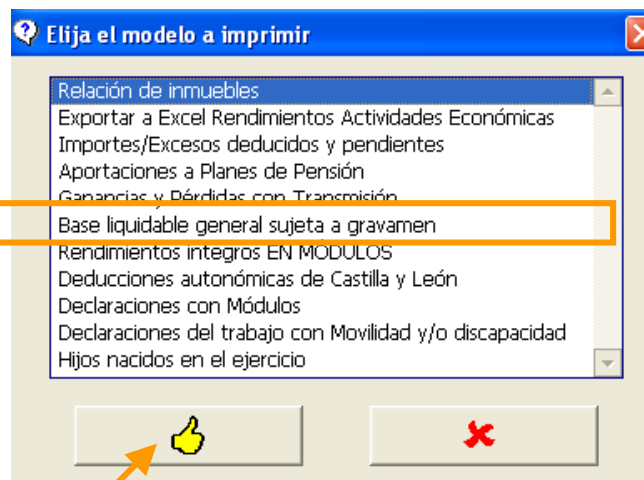 Elija el modelo a imprimir
Relación de inmuebles
Exportar a Excel Rendimientos Actividades Económicas
Importes/Excesos deducidos y pendientes
Aportaciones a Planes de Pensión
Ganancias y Pérdidas con Transmisión
Base liquidable general sujeta a gravamen
Rendimientos integros EN MODULOS
Deducciones autonómicas de Castilla y León
Declaraciones con Módulos
Declaraciones del trabajo con Movilidad y/o discapacidad
Hijos nacidos en el ejercicio